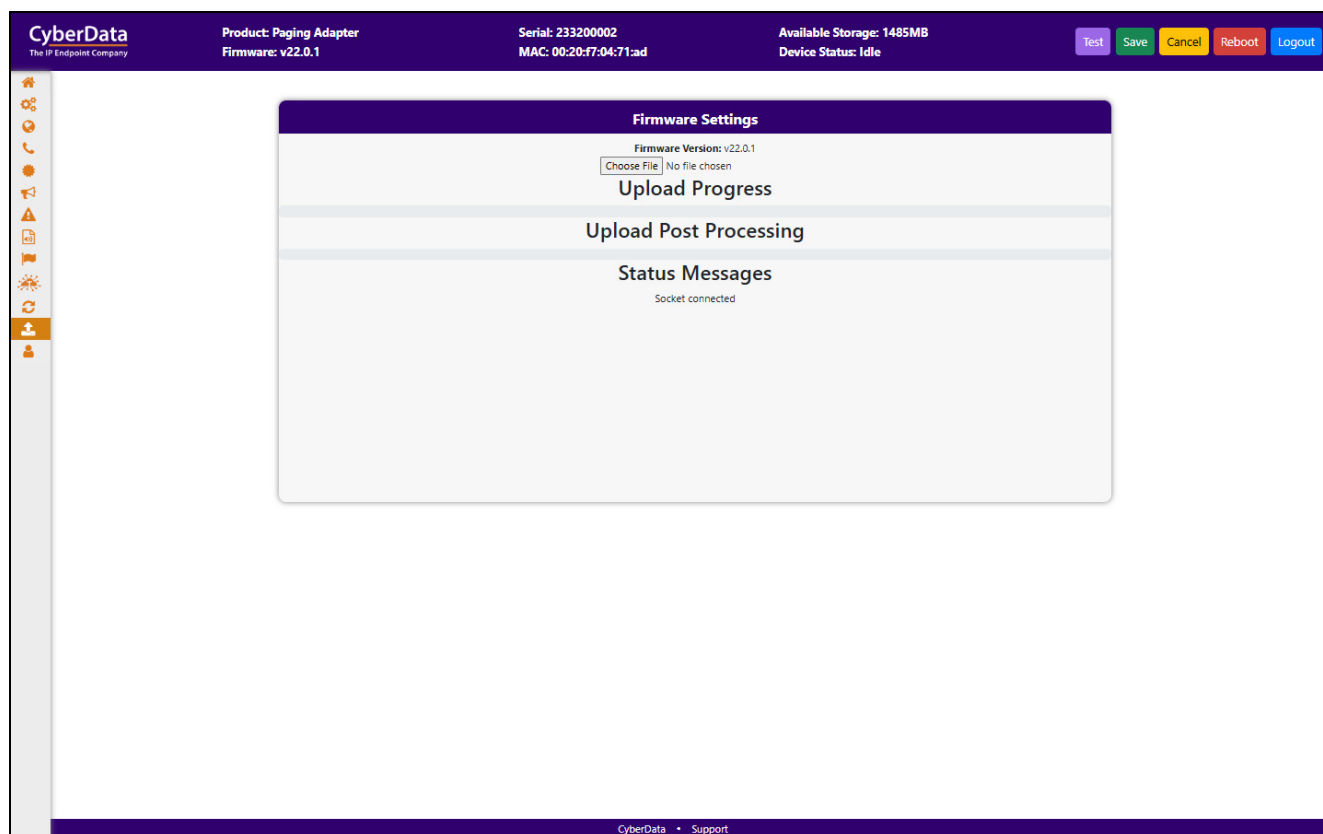 CyberData
The IP Endpoint Company
Product: Paging Adapter
Firmware: v22.0.1
Serial: 233200002
MAC: 00:20:f7:04:71:ad
Available Storage: 1485MB
Device Status: Idle
Test Save Cancel Reboot Logout
Firmware Settings
Firmware Version: v22.0.1
Choose File No file chosen
Upload Progress
Upload Post Processing
Status Messages
Socket connected
CyberData • Support